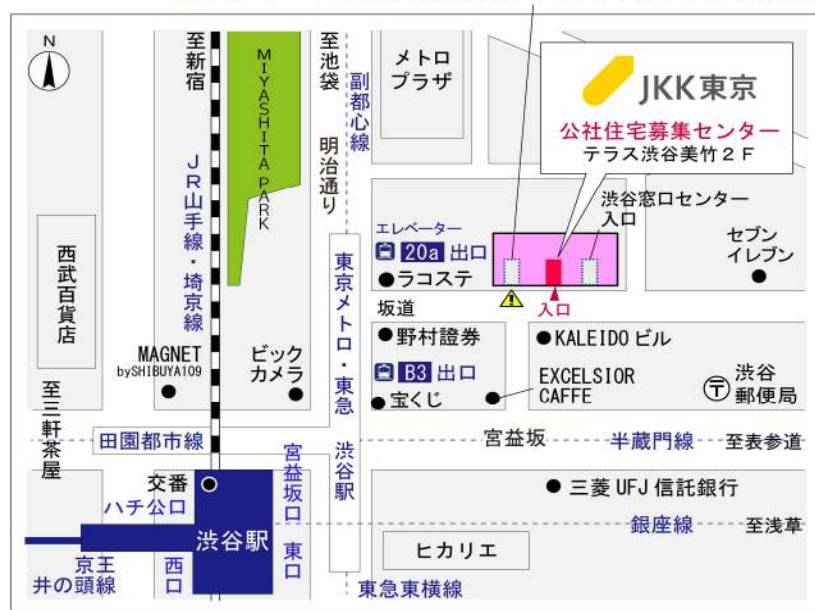 N
至新宿
MIYASHITA PARK
至池袋
明治通り
副都心線
メトロ
プラザ
JKK東京
公社住宅募集センター
テラス渋谷美竹２Ｆ
ＪＲ山手線・埼京線
渋谷窓口センター
入口
エレベーター
20a 出口
ラコステ
セブン
イレブン
西武百貨店
東京メトロ・東急 渋谷駅
入口
坂道
野村證券
KALEIDO ビル
MAGNET
bySHIBUYA109
ビック
カメラ
B3 出口
EXCELSIOR
CAFFE
渋谷
郵便局
宝くじ
至三軒茶屋
田園都市線
宮益坂
半蔵門線
至表参道
交番
宮益坂口
三菱 UFJ 信託銀行
ハチ公口
渋谷駅
銀座線
至浅草
京王
井の頭線
西口
東口
ヒカリエ
東急東横線